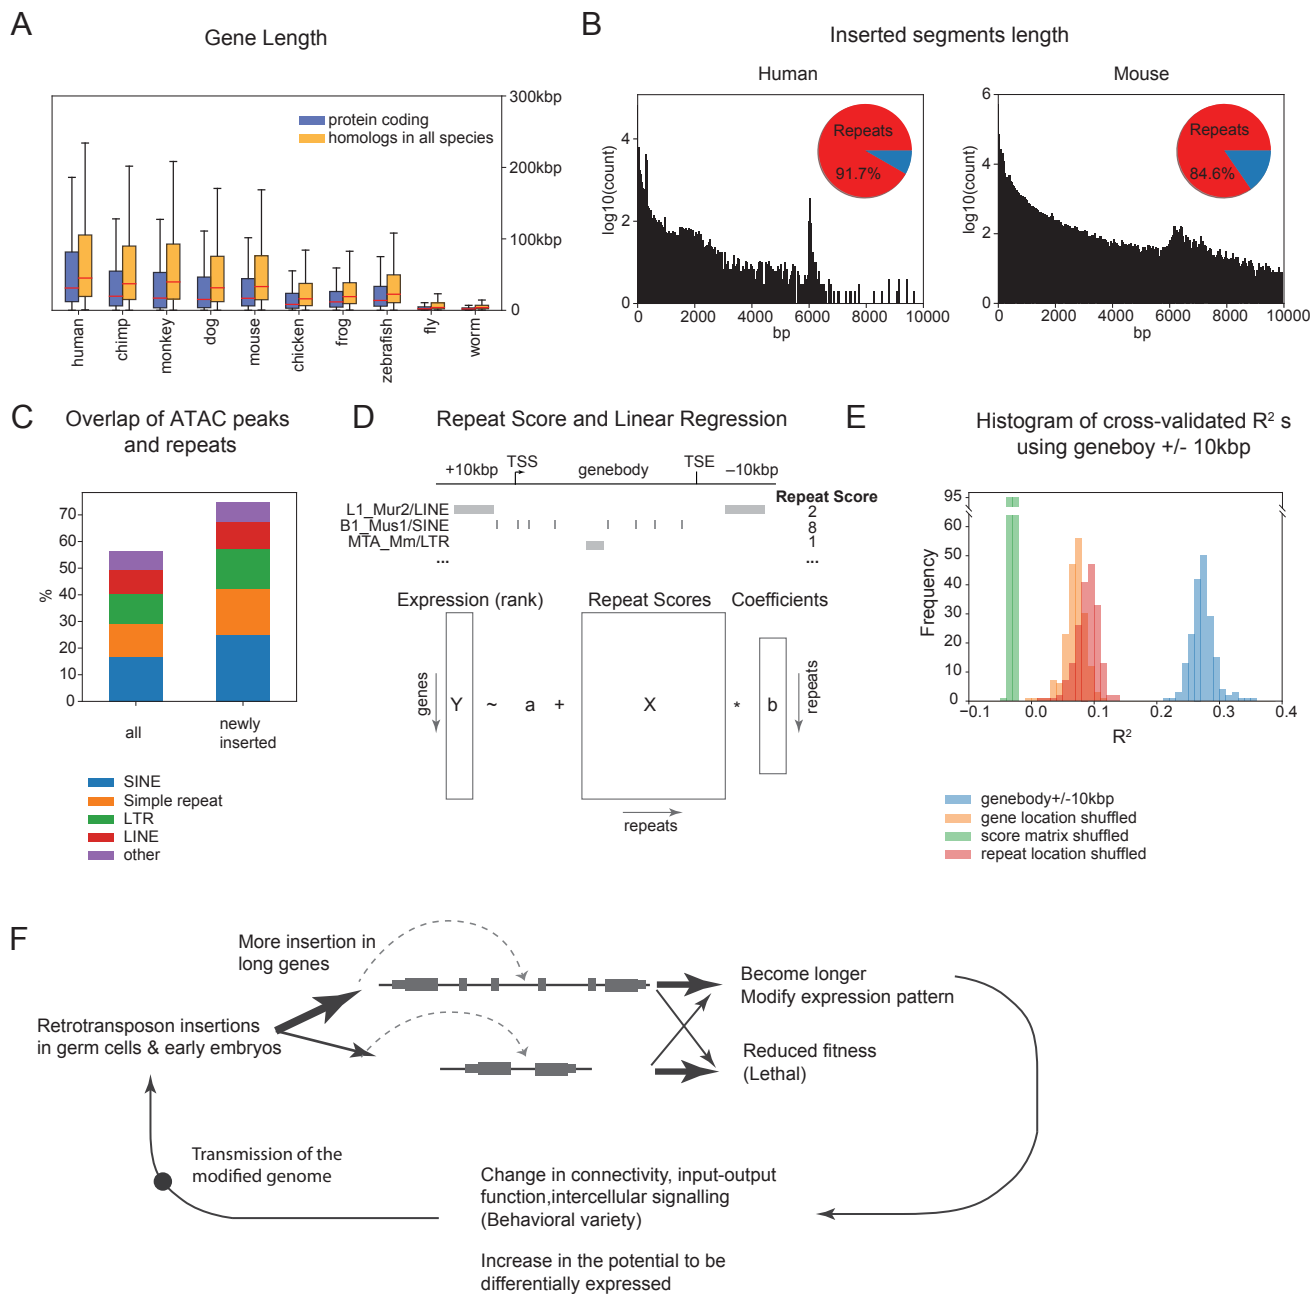 A
Gene Length
300kbp
200kbp
100kbp
0
protein coding
homologs in all species
human
chimp
monkey
dog
mouse
chicken
frog
zebrafish
fly
worm
B
Inserted segments length
Human
log10(count)
4
2
0
Repeats
91.7%
0 2000 4000 6000 8000 10000
bp
Mouse
log10(count)
6
4
2
0
Repeats
84.6%
0 2000 4000 6000 8000 10000
bp
C
Overlap of ATAC peaks
and repeats
%
70
60
50
40
30
20
10
0
all
newly
inserted
SINE
Simple repeat
LTR
LINE
other
D
Repeat Score and Linear Regression
+10kbp TSS genebody TSE −10kbp
Repeat Score
L1_Mur2/LINE 2
B1_Mus1/SINE 8
MTA_Mm/LTR 1
... ...
Expression (rank) Repeat Scores Coefficients
genes
Y ~ a + X * b
repeats
repeats
E
Histogram of cross-validated R² s
using geneboy +/- 10kbp
Frequency
95
60
50
40
30
20
10
0
−0.1 0.0 0.1 0.2 0.3 0.4
R²
genebody+/-10kbp
gene location shuffled
score matrix shuffled
repeat location shuffled
F
More insertion in
long genes
Retrotransposon insertions
in germ cells & early embryos
Become longer
Modify expression pattern
Reduced fitness
(Lethal)
Transmission of the
modified genome
Change in connectivity, input-output
function,intercellular signalling
(Behavioral variety)
Increase in the potential to be
differentially expressed